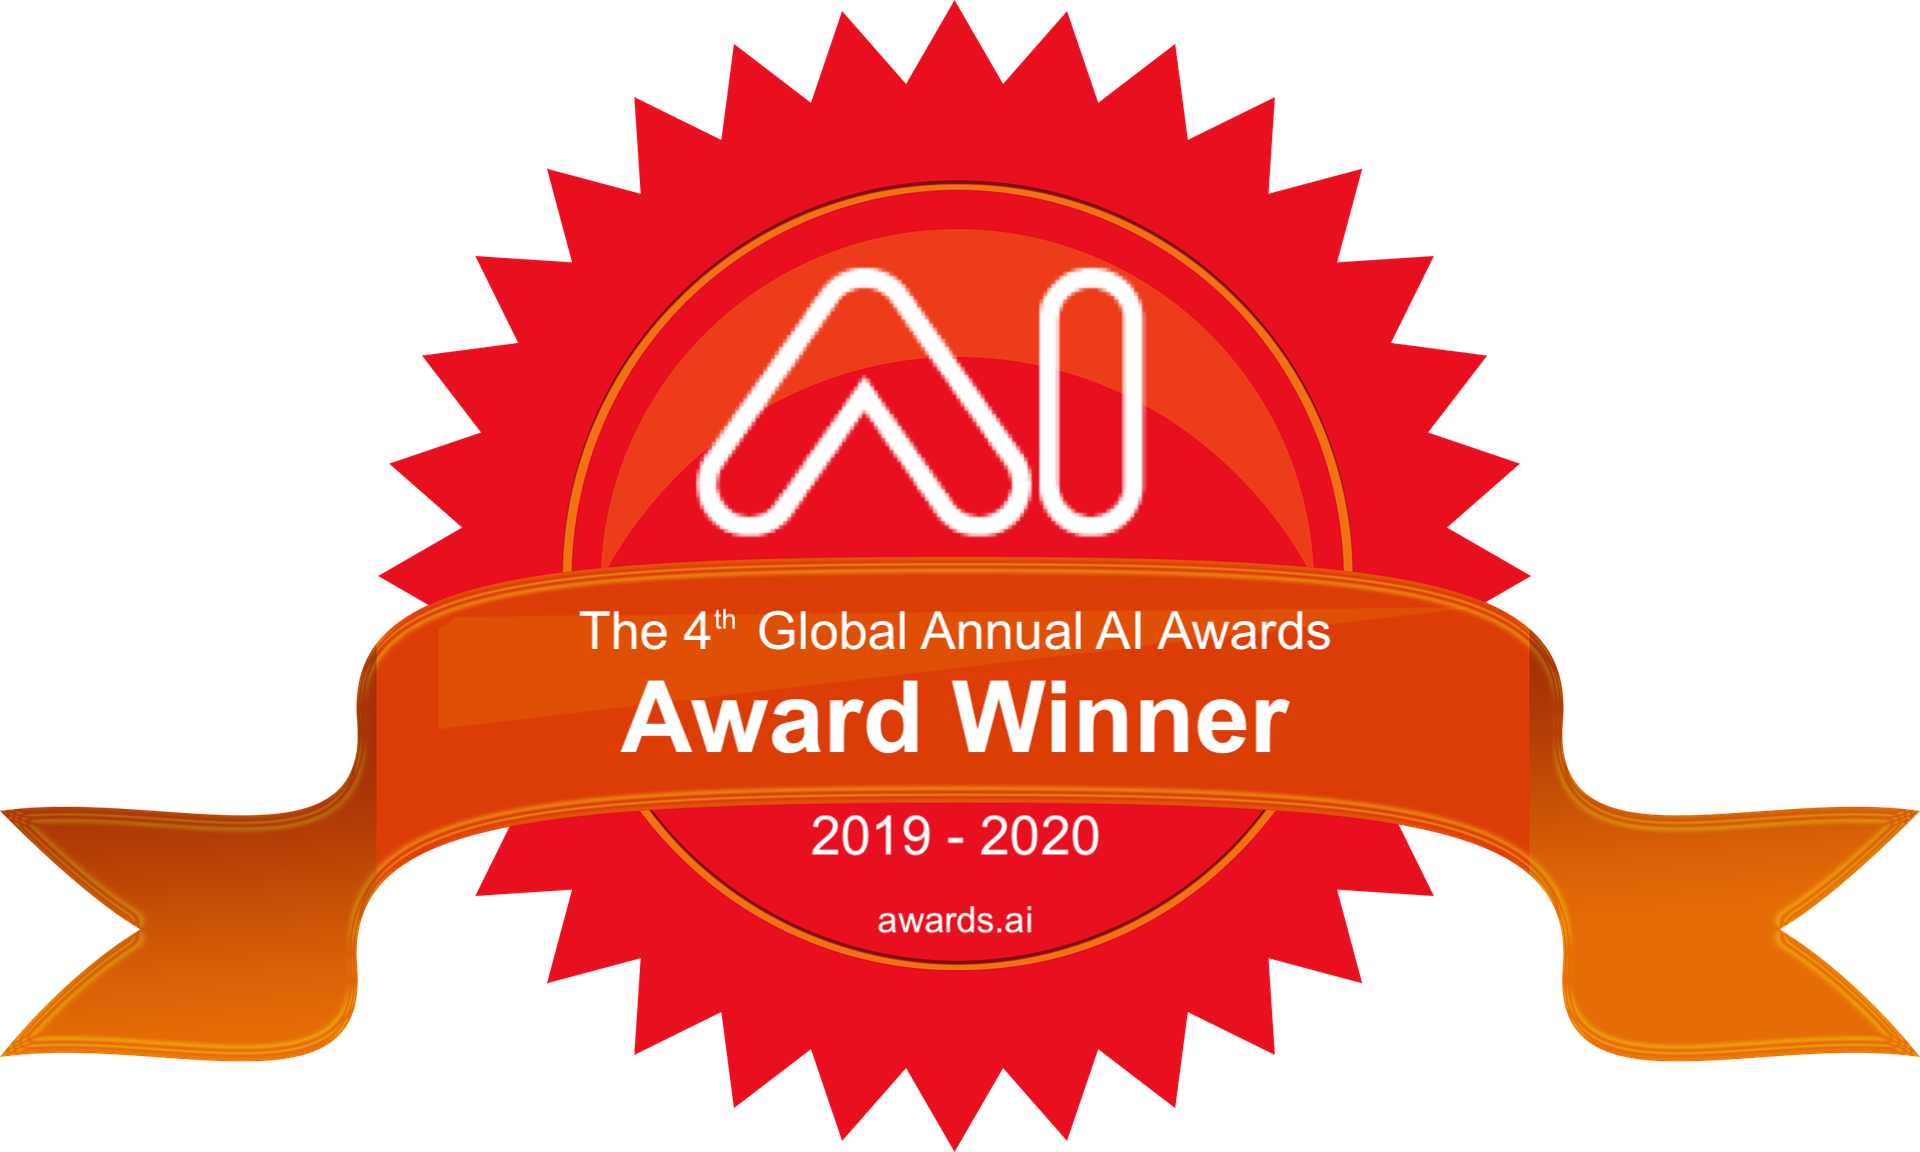 AI
The 4th Global Annual AI Awards
Award Winner
2019 - 2020
awards.ai